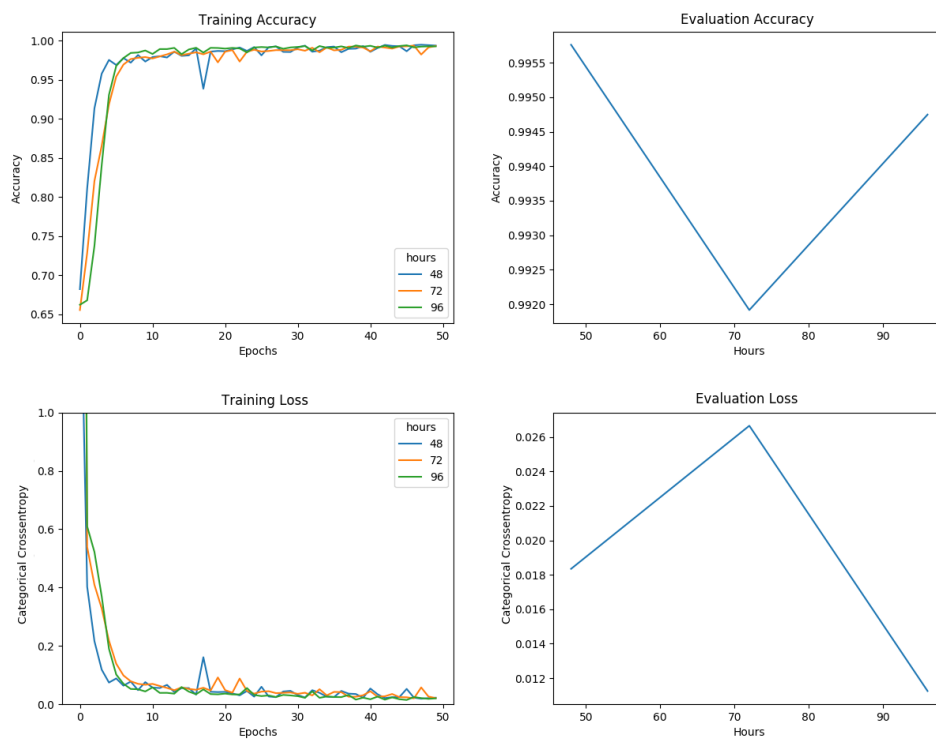 Training Accuracy
1.00
0.95
0.90
0.85
0.80
0.75
0.70
0.65
Accuracy
0 10 20 30 40 50
Epochs
hours
48
72
96
Evaluation Accuracy
0.9955
0.9950
0.9945
0.9940
0.9935
0.9930
0.9925
0.9920
Accuracy
50 60 70 80 90
Hours
Training Loss
1.0
0.8
0.6
0.4
0.2
0.0
Categorical Crossentropy
0 10 20 30 40 50
Epochs
hours
48
72
96
Evaluation Loss
0.026
0.024
0.022
0.020
0.018
0.016
0.014
0.012
Categorical Crossentropy
50 60 70 80 90
Hours